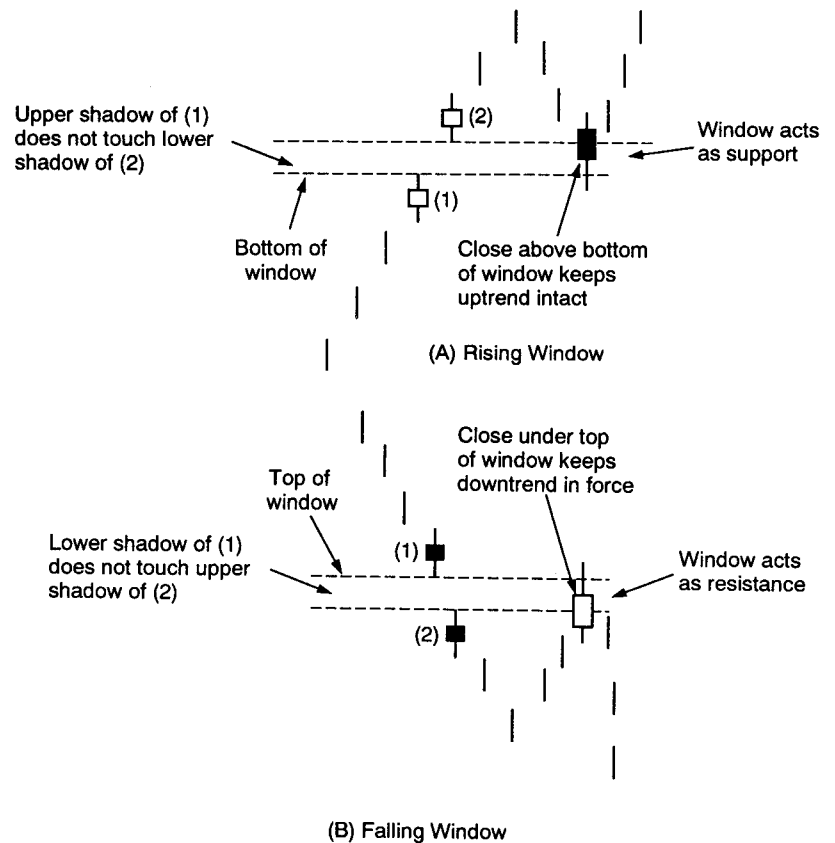 (2)
Upper shadow of (1)
does not touch lower
shadow of (2)
Window acts
as support
(1)
Bottom of
window
Close above bottom
of window keeps
uptrend intact
(A) Rising Window
Close under top
of window keeps
downtrend in force
Top of
window
Lower shadow of (1)
does not touch upper
shadow of (2)
(1)
Window acts
as resistance
(2)
(B) Falling Window